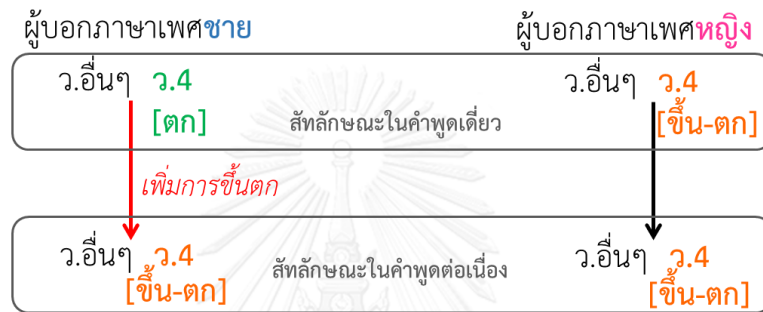 ผู้บอกภาษาเพศชาย ผู้บอกภาษาเพศหญิง
ว.อื่นๆ ว.4 ว.อื่นๆ ว.4
[ตก] สัทลักษณะในคำพูดเดี่ยว [ขึ้น-ตก]
เพิ่มการขึ้นตก
ว.อื่นๆ ว.4 สัทลักษณะในคำพูดต่อเนื่อง ว.อื่นๆ ว.4
[ขึ้น-ตก] [ขึ้น-ตก]